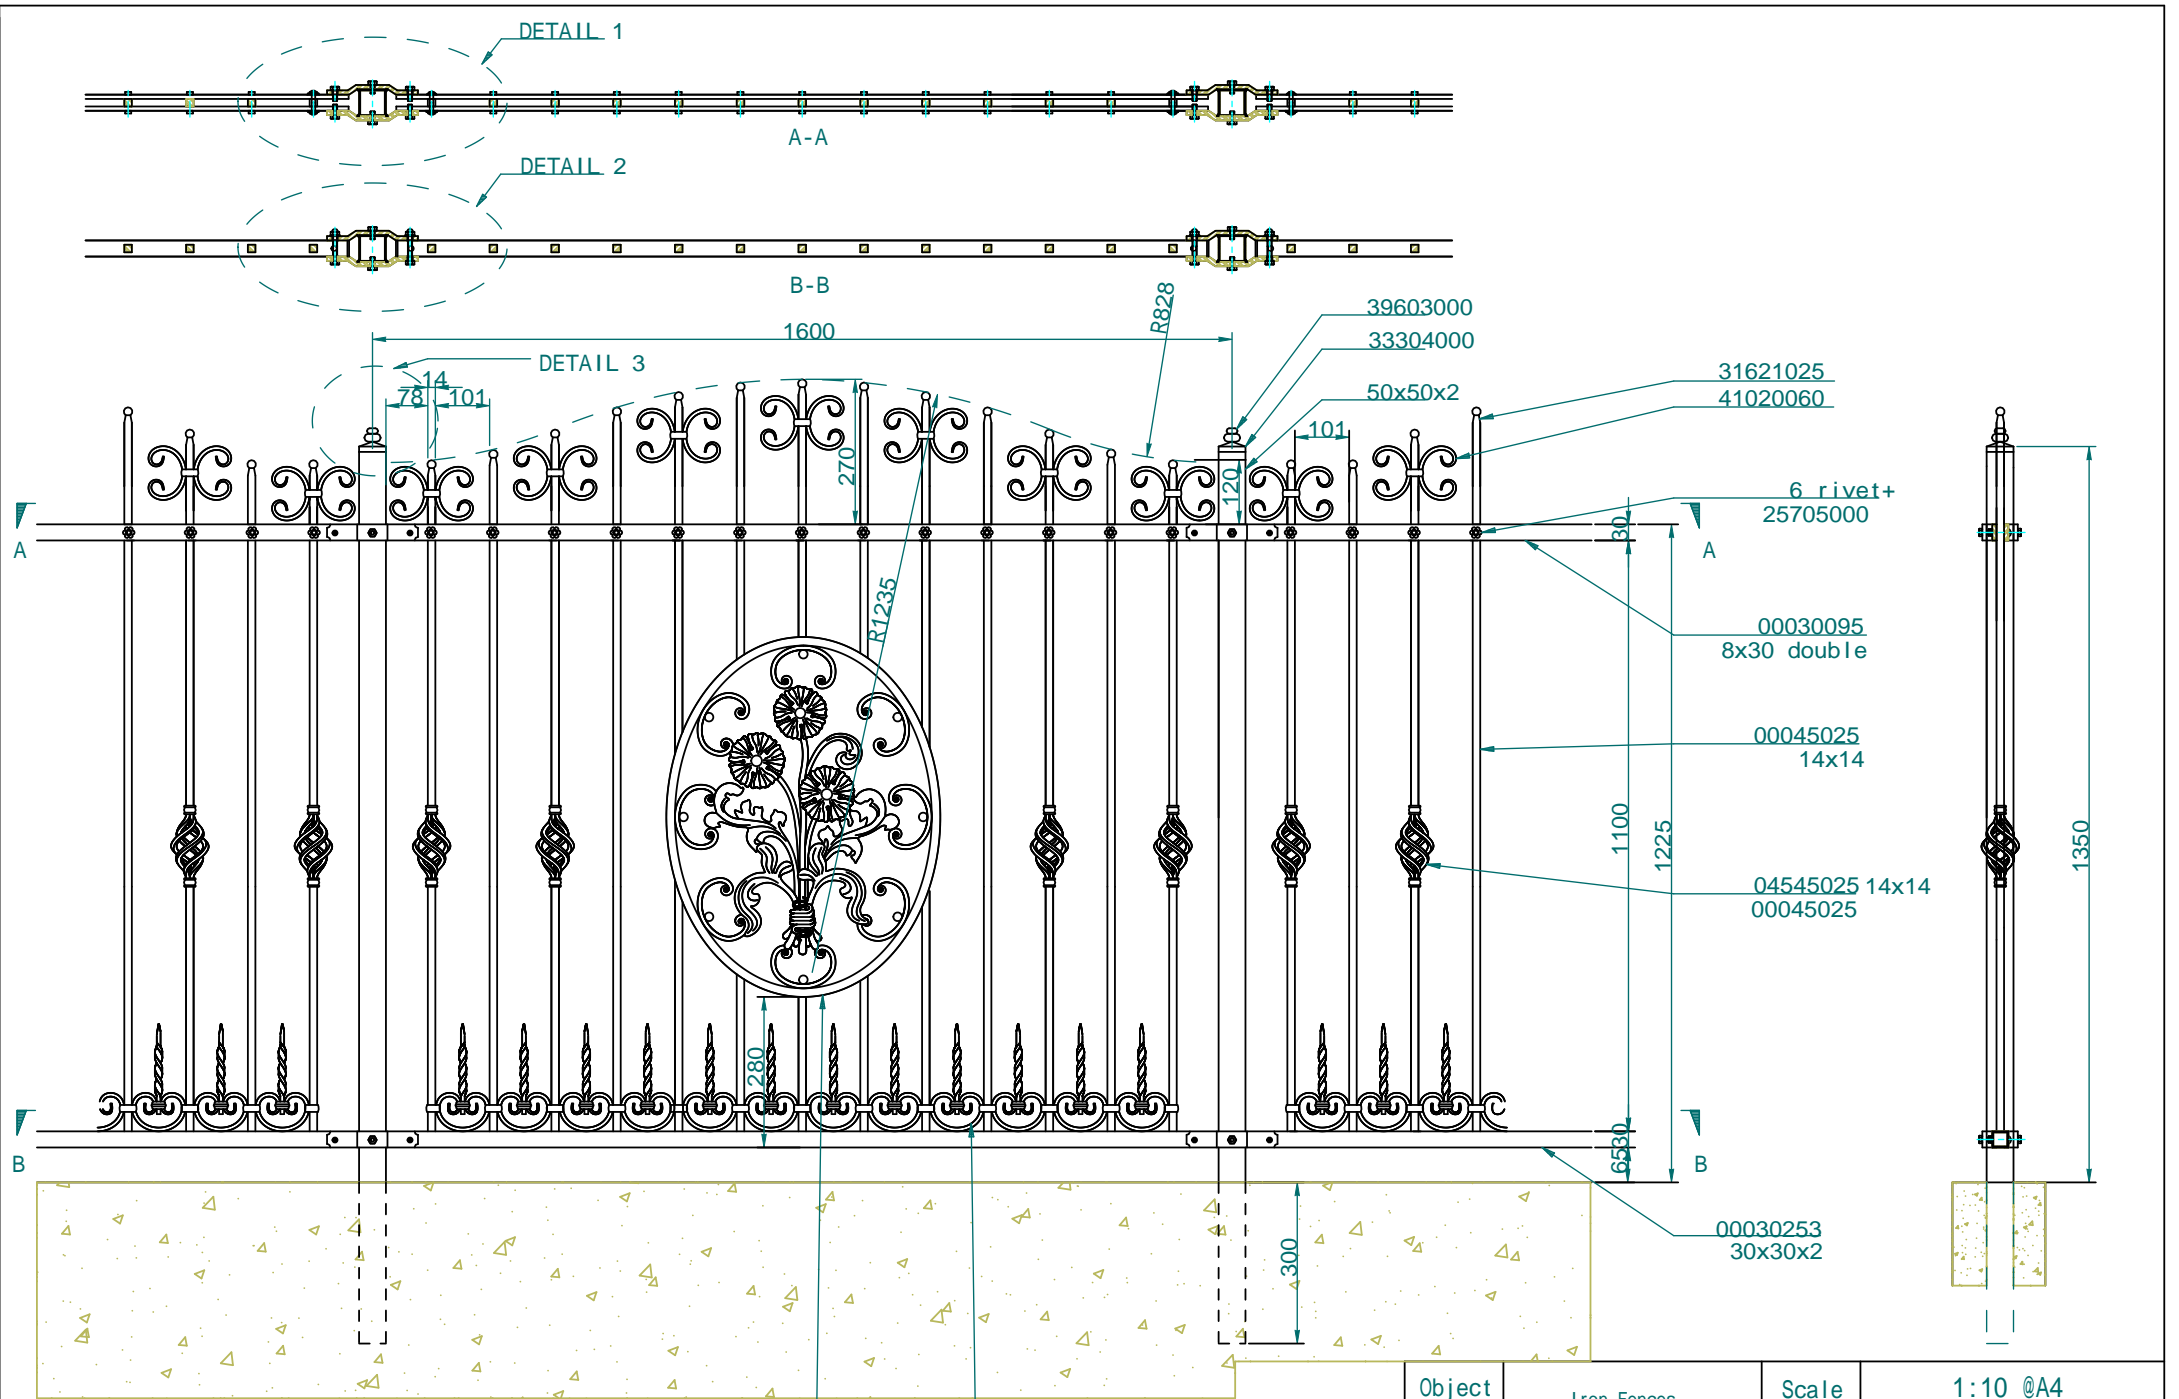 DETAIL 1
A-A
DETAIL 2
B-B
R828
39603000
1600
33304000
DETAIL 3
31621025
14
50x50x2
78
101
41020060
101
270
120
6 rivet+
25705000
30
A
A
R1235
00030095
8x30 double
00045025
14x14
1100
1225
1350
04545025 14x14
00045025
280
30
65
B
B
00030253
30x30x2
300
Object
Iron Fences
Scale
1:10 @A4